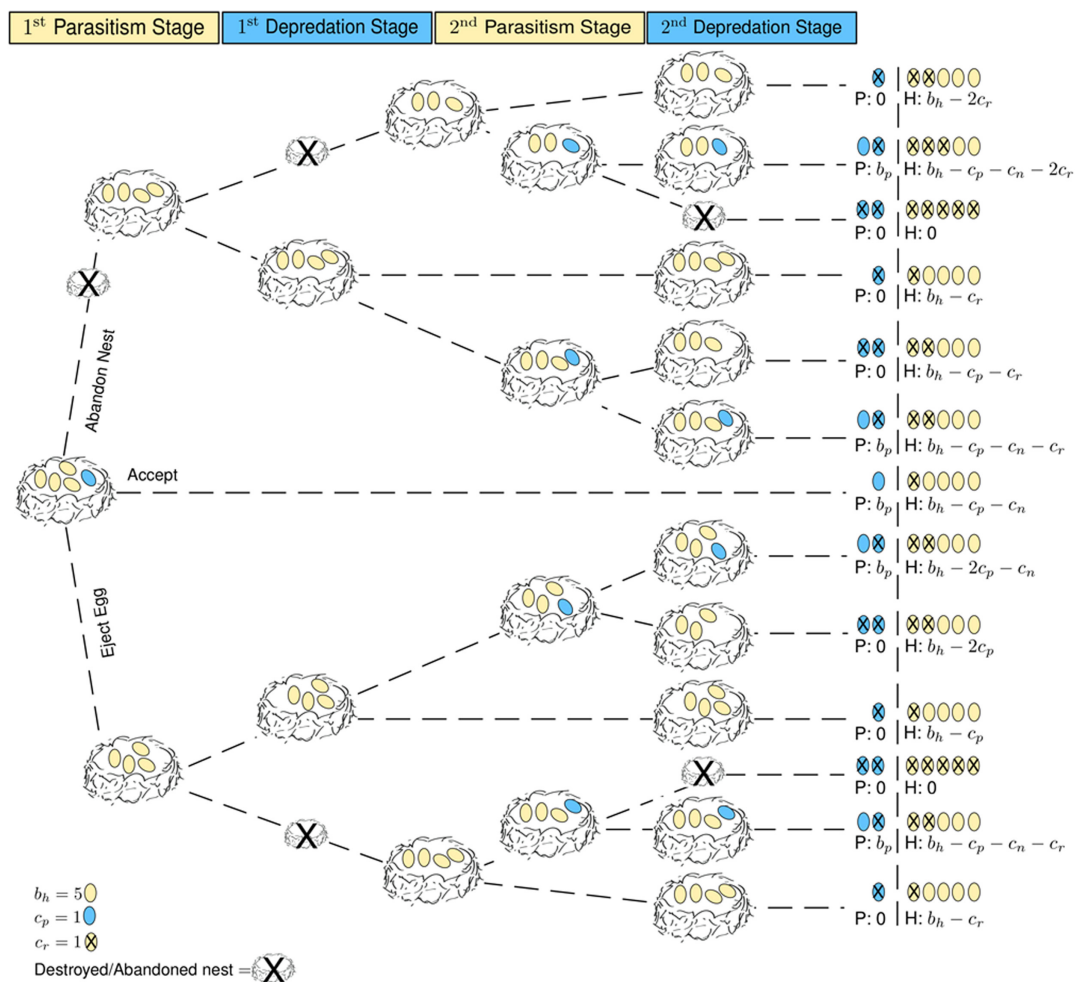 1st Parasitism Stage 1st Depredation Stage 2nd Parasitism Stage 2nd Depredation Stage
P: 0 H: b_h − 2c_r
P: b_p H: b_h − c_p − c_n − 2c_r
P: 0 H: 0
P: 0 H: b_h − c_r
Abandon Nest
P: 0 H: b_h − c_p − c_r
P: b_p H: b_h − c_p − c_n − c_r
Accept
P: b_p H: b_h − c_p − c_n
P: b_p H: b_h − 2c_p − c_n
Eject Egg
P: 0 H: b_h − 2c_p
P: 0 H: b_h − c_p
P: 0 H: 0
P: b_p H: b_h − c_p − c_n − c_r
P: 0 H: b_h − c_r
b_h = 5
c_p = 1
c_r = 1
Destroyed/Abandoned nest =